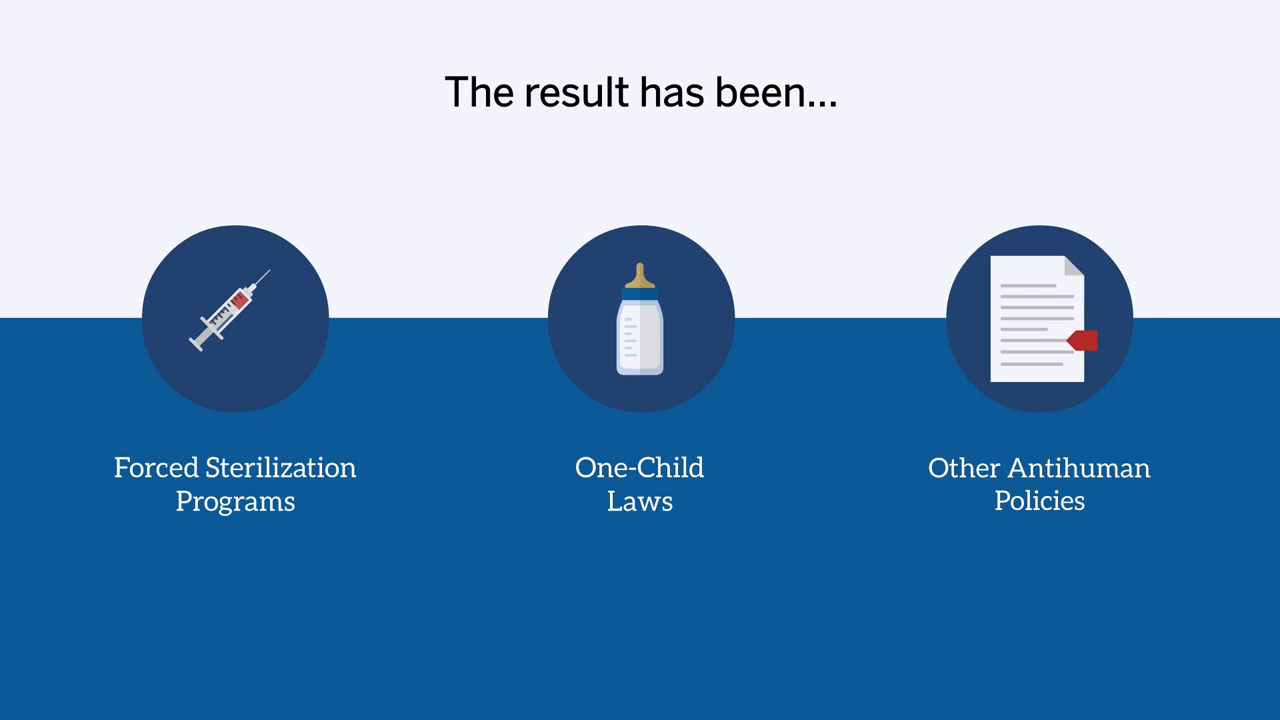 The result has been...
Forced Sterilization
Programs
One-Child
Laws
Other Antihuman
Policies